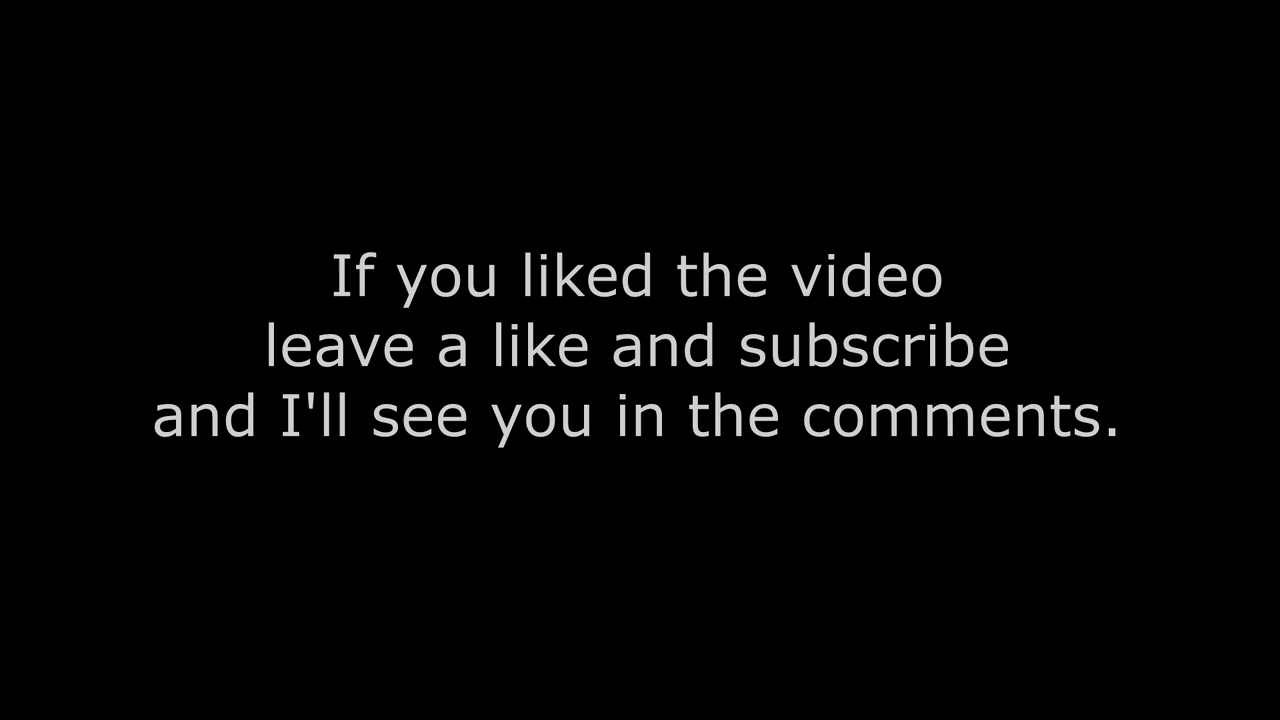 If you liked the video
leave a like and subscribe
and I'll see you in the comments.